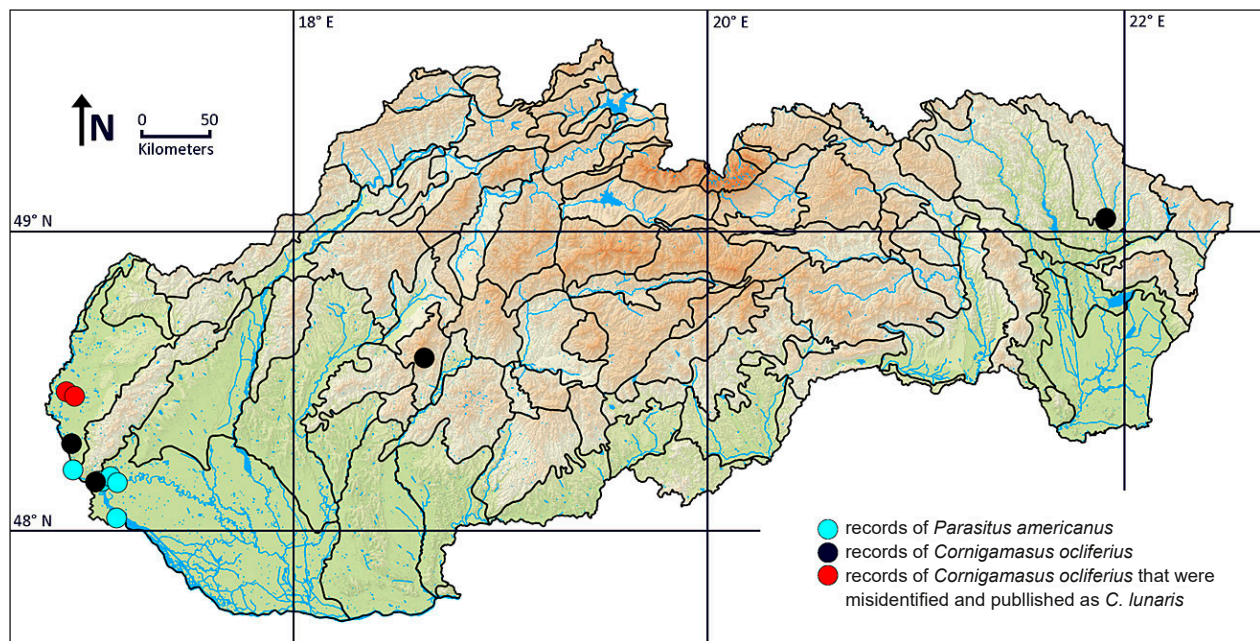 18° E
20° E
22° E
N
0 50
Kilometers
49° N
48° N
records of Parasitus americanus
records of Cornigamasus ocliferius
records of Cornigamasus ocliferius that were
misidentified and publlished as C. lunaris